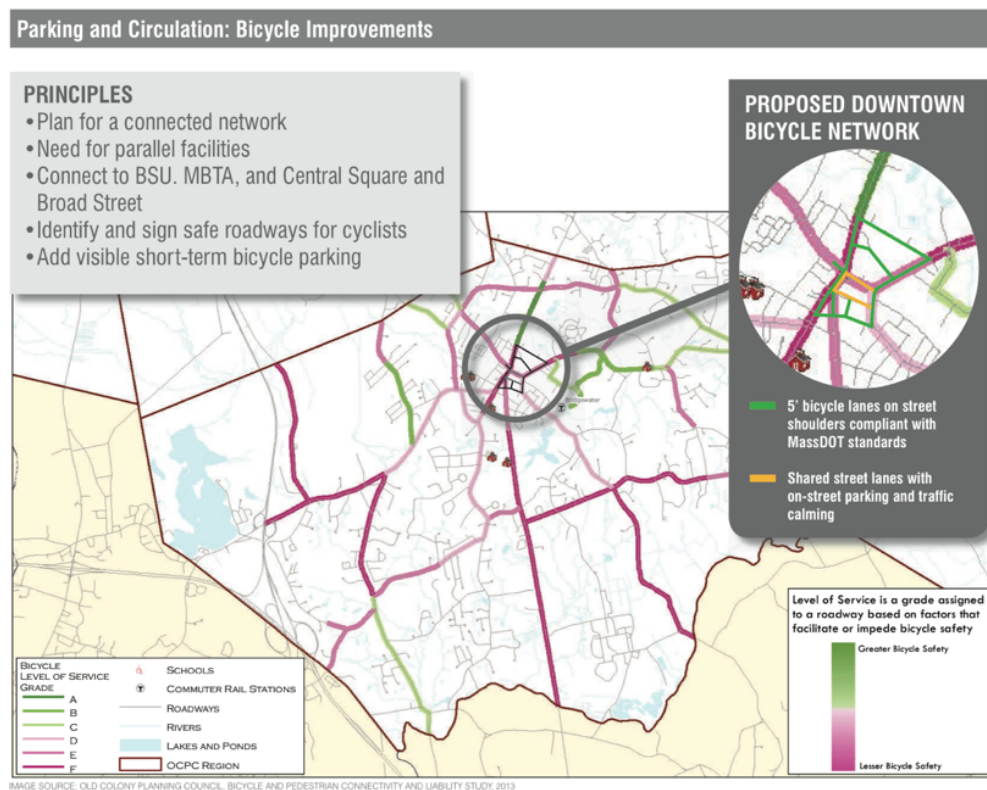 Parking and Circulation: Bicycle Improvements
PRINCIPLES
• Plan for a connected network
• Need for parallel facilities
• Connect to BSU. MBTA, and Central Square and
Broad Street
• Identify and sign safe roadways for cyclists
• Add visible short-term bicycle parking
PROPOSED DOWNTOWN
BICYCLE NETWORK
5' bicycle lanes on street
shoulders compliant with
MassDOT standards
Shared street lanes with
on-street parking and traffic
calming
Bridgewater
Level of Service is a grade assigned
to a roadway based on factors that
facilitate or impede bicycle safety
Greater Bicycle Safety
Lesser Bicycle Safety
BICYCLE
LEVEL OF SERVICE
GRADE
A
B
C
D
E
F
SCHOOLS
T
COMMUTER RAIL STATIONS
ROADWAYS
RIVERS
LAKES AND PONDS
OCPC REGION
IMAGE SOURCE: OLD COLONY PLANNING COUNCIL, BICYCLE AND PEDESTRIAN CONNECTIVITY AND LIABILITY STUDY, 2013